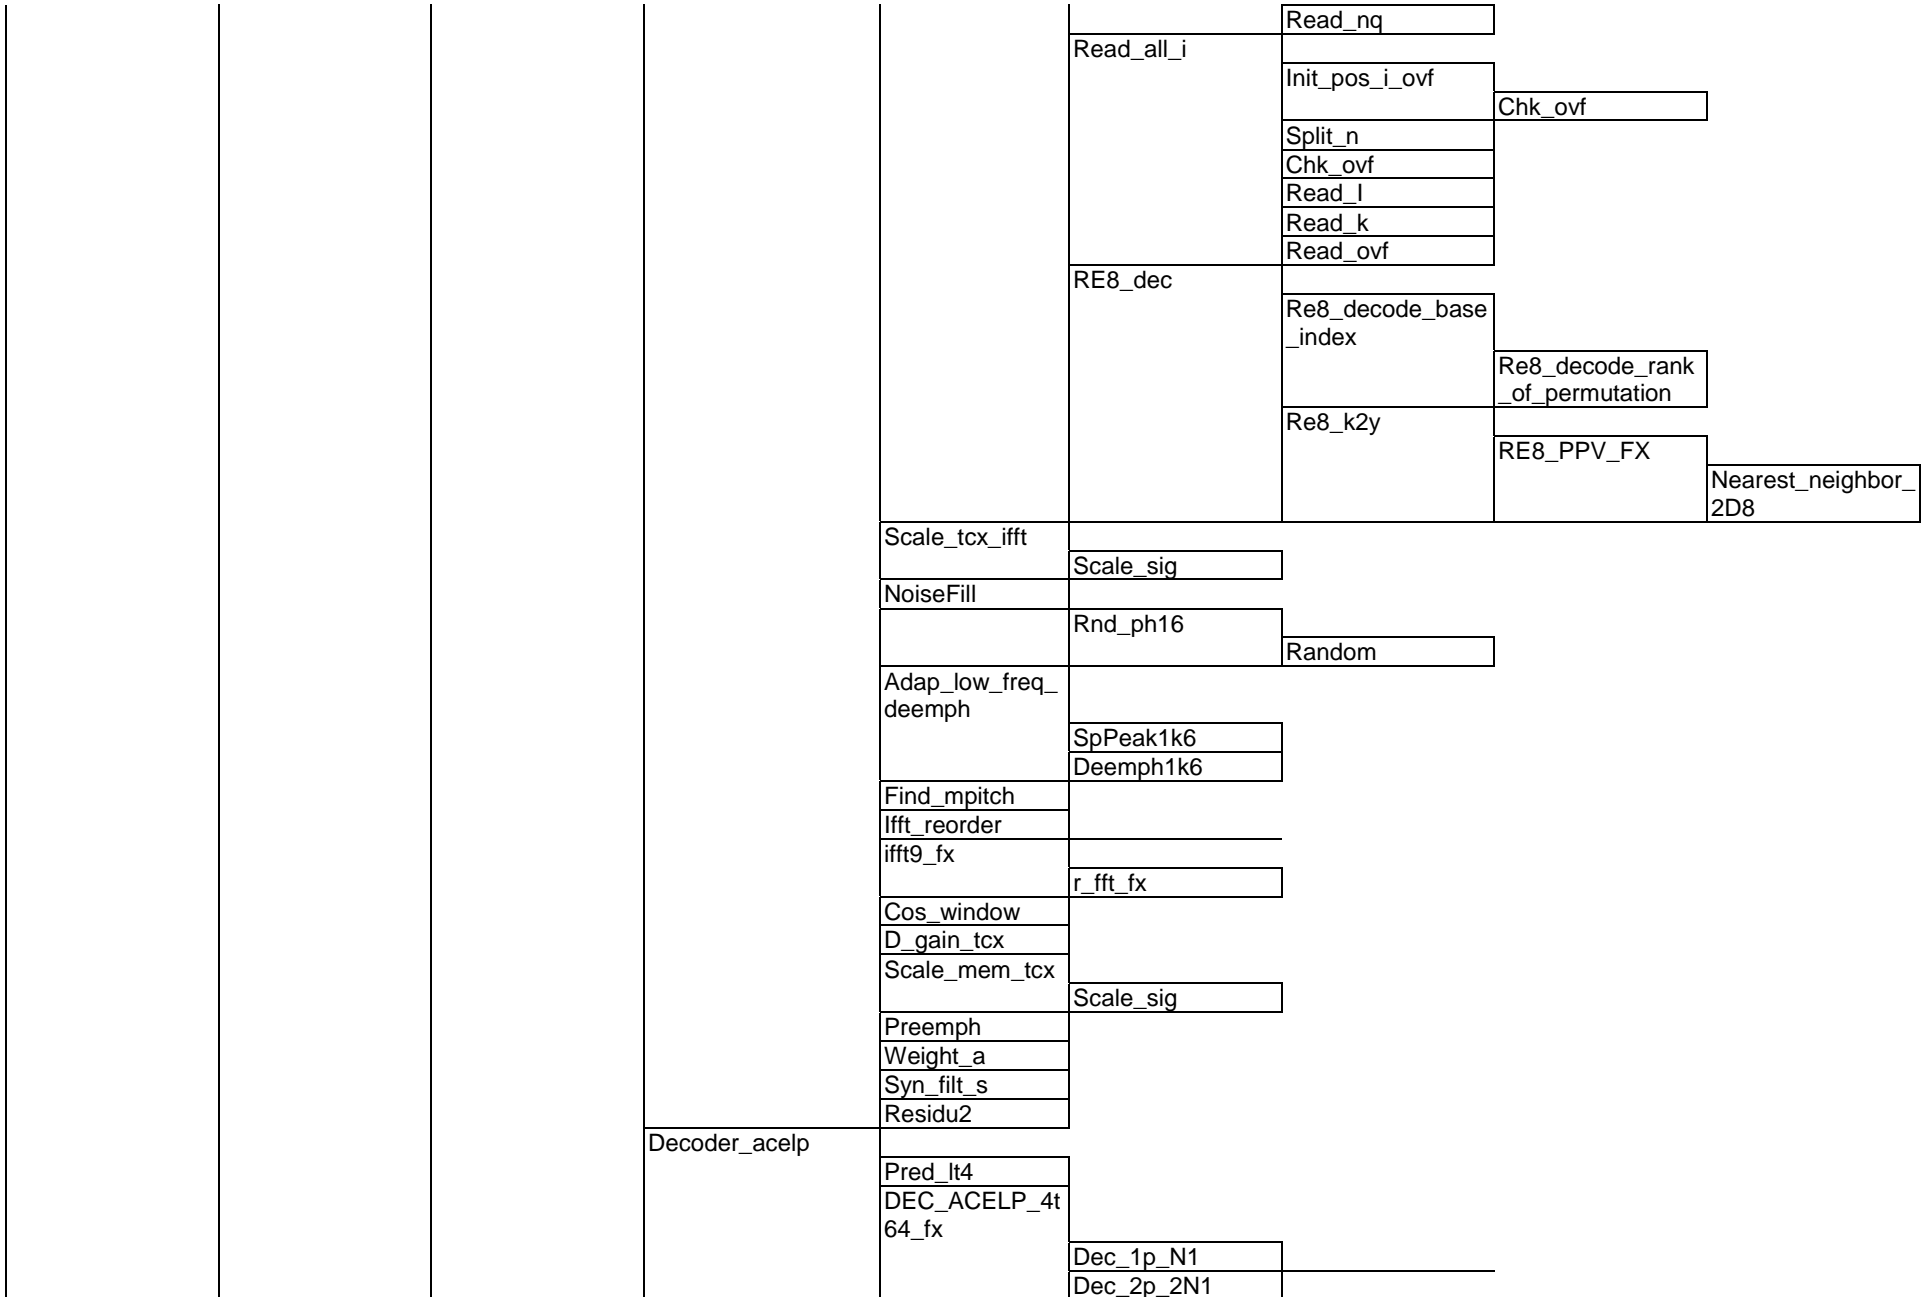 Read_nq
Read_all_i
Init_pos_i_ovf
Chk_ovf
Split_n
Chk_ovf
Read_I
Read_k
Read_ovf
RE8_dec
Re8_decode_base
_index
Re8_decode_rank
_of_permutation
Re8_k2y
RE8_PPV_FX
Nearest_neighbor_
2D8
Scale_tcx_ifft
Scale_sig
NoiseFill
Rnd_ph16
Random
Adap_low_freq_
deemph
SpPeak1k6
Deemph1k6
Find_mpitch
Ifft_reorder
ifft9_fx
r_fft_fx
Cos_window
D_gain_tcx
Scale_mem_tcx
Scale_sig
Preemph
Weight_a
Syn_filt_s
Residu2
Decoder_acelp
Pred_lt4
DEC_ACELP_4t
64_fx
Dec_1p_N1
Dec_2p_2N1